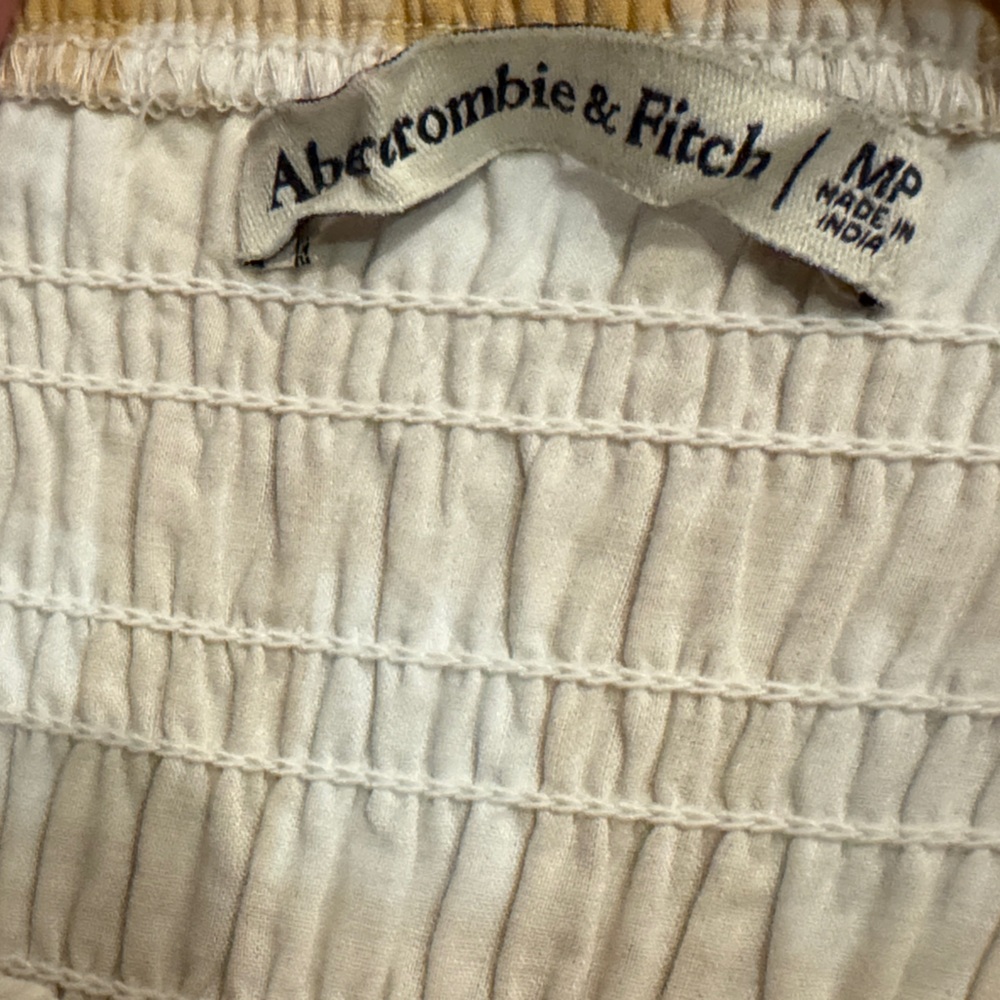 Abercrombie & Fitch / MP
MADE IN
INDIA